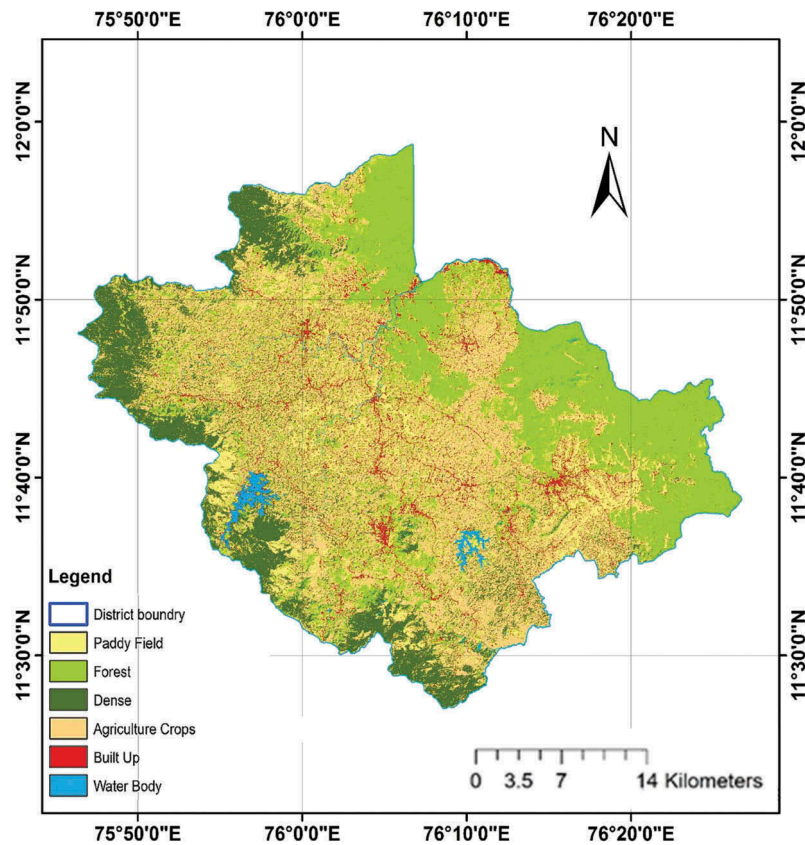 75°50'0"E 76°0'0"E 76°10'0"E 76°20'0"E
12°0'0"N 12°0'0"N
N
11°50'0"N 11°50'0"N
11°40'0"N 11°40'0"N
11°30'0"N 11°30'0"N
Legend
District boundry
Paddy Field
Forest
Dense
Agriculture Crops
Built Up
Water Body
0 3.5 7 14 Kilometers
75°50'0"E 76°0'0"E 76°10'0"E 76°20'0"E